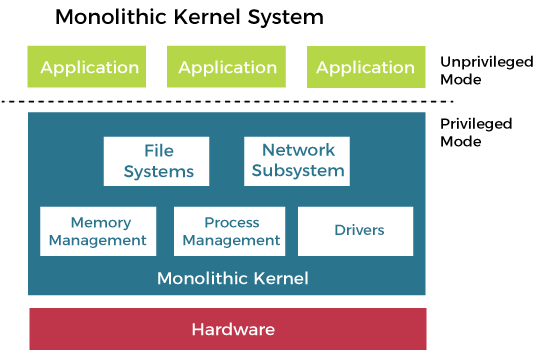 Monolithic Kernel System
Application
Application
Application
Unprivileged
Mode
Privileged
Mode
File
Systems
Network
Subsystem
Memory
Management
Process
Management
Drivers
Monolithic Kernel
Hardware